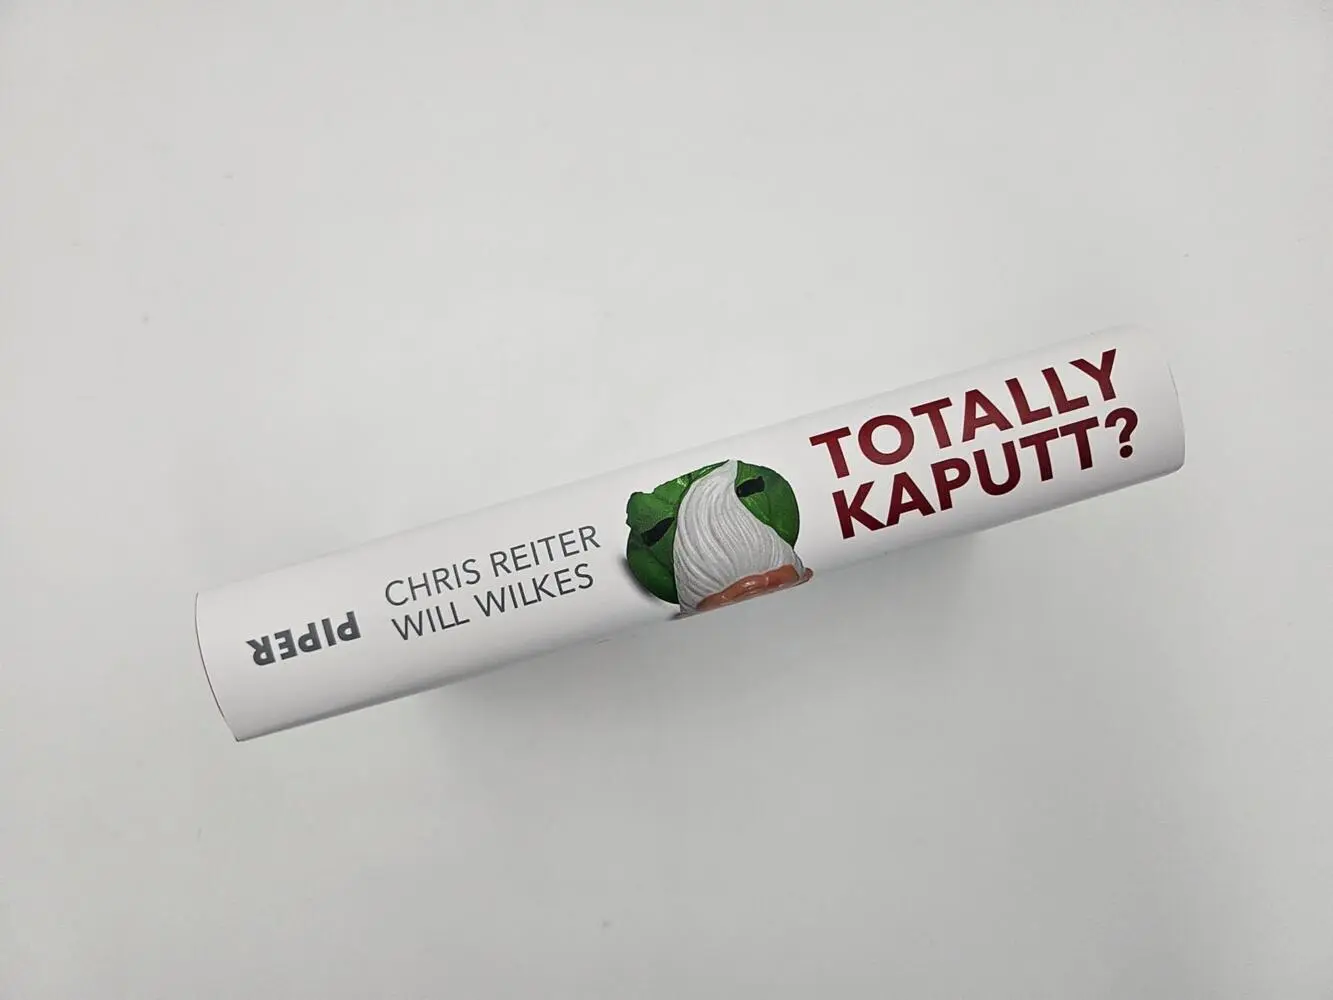 PIPER
CHRIS REITER
WILL WILKES
TOTALLY
KAPUTT?